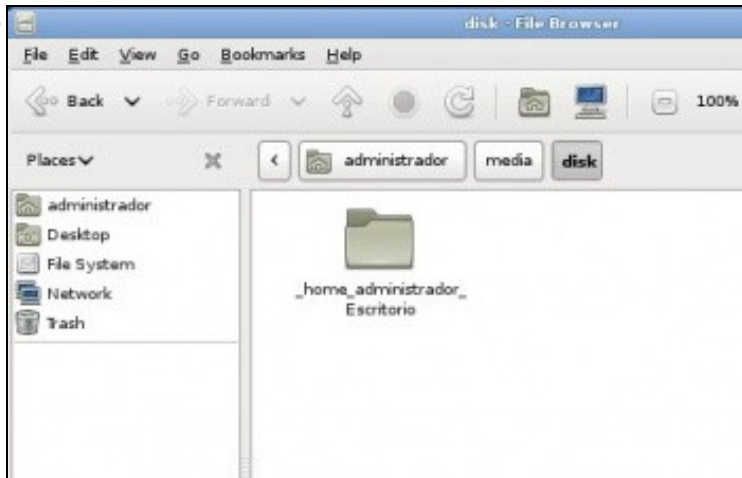 disk - File Browser
File Edit View Go Bookmarks Help
Back Forward 100%
Places administrador media disk
administrador
Desktop
File System
Network
Trash
_home_administrador_
Escritorio